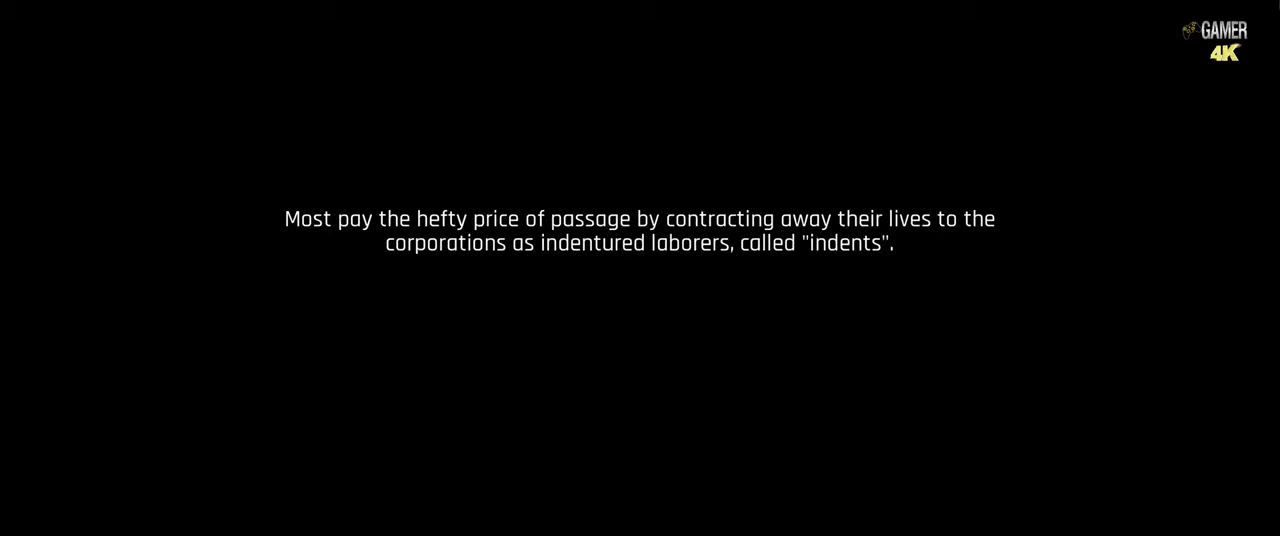 GAMER
4K
Most pay the hefty price of passage by contracting away their lives to the
corporations as indentured laborers, called "indents".